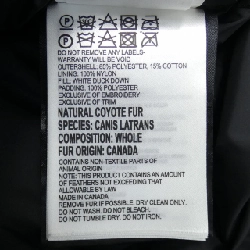 DO NOT REMOVE ANY LABELS-
WARRANTY WILL BE VOID
OUTERSHELL: 85% POLYESTER, 15% COTTON
LINING: 100% NYLON
FILL: WHITE DUCK DOWN
PADDING: 100% POLYESTER
EXCLUSIVE OF EMBROIDERY
EXCLUSIVE OF TRIM
NATURAL COYOTE FUR
SPECIES: CANIS LATRANS
COMPOSITION: WHOLE
FUR ORIGIN: CANADA
CONTAINS NON-TEXTILE PARTS OF
ANIMAL ORIGIN
NOTE: THIS PRODUCT CONTAINS AN AMOUNT
OF FEATHERS NOT EXCEEDING THAT
ALLOWABLE BY LAW
MADE IN CANADA
REMOVE FUR IF POSSIBLE. DRY CLEAN ONLY.
DO NOT WASH. DO NOT BLEACH.
DO NOT TUMBLE DRY. DO NOT IRON.